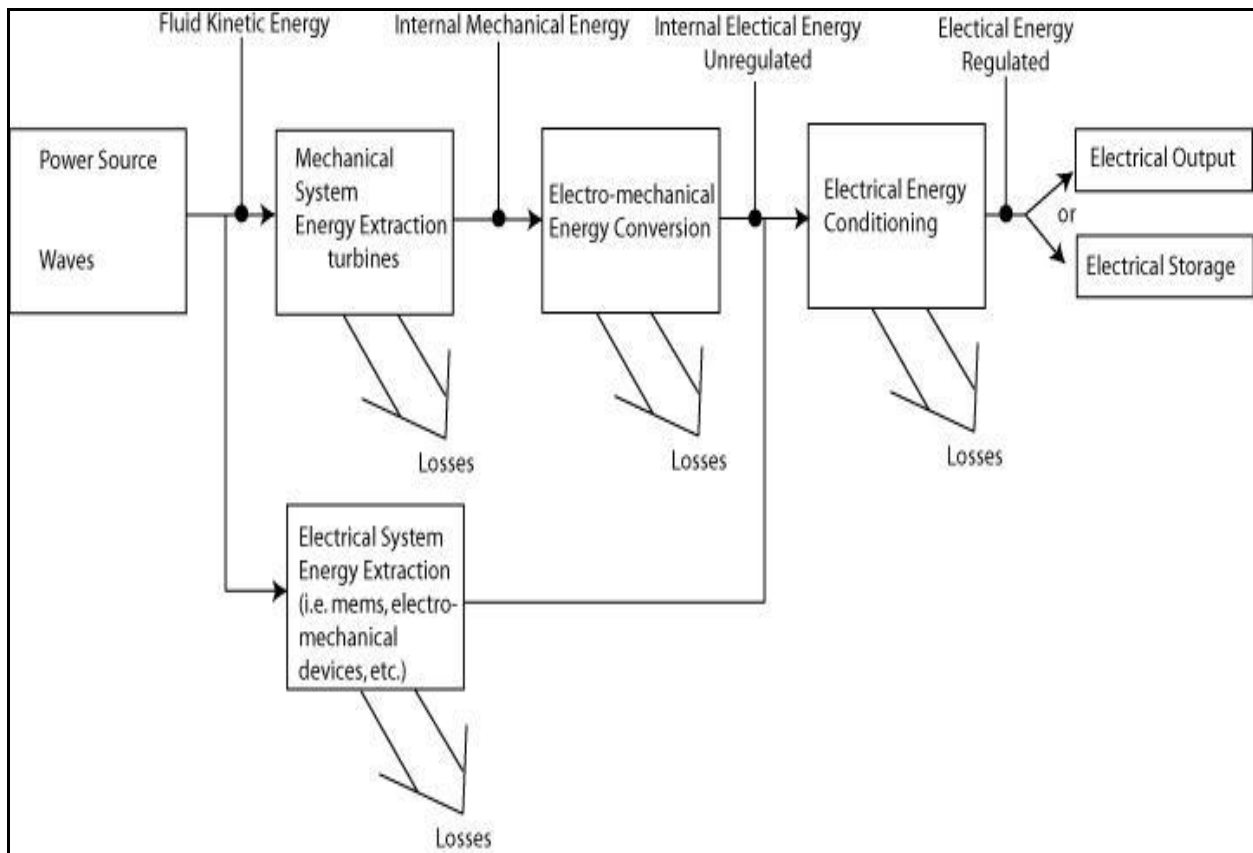 Fluid Kinetic Energy
Internal Mechanical Energy
Internal Electical Energy
Unregulated
Electical Energy
Regulated
Power Source
Waves
Mechanical
System
Energy Extraction
turbines
Electro-mechanical
Energy Conversion
Electrical Energy
Conditioning
Electrical Output
or
Electrical Storage
Losses
Losses
Losses
Electrical System
Energy Extraction
(i.e. mems, electro-
mechanical
devices, etc.)
Losses